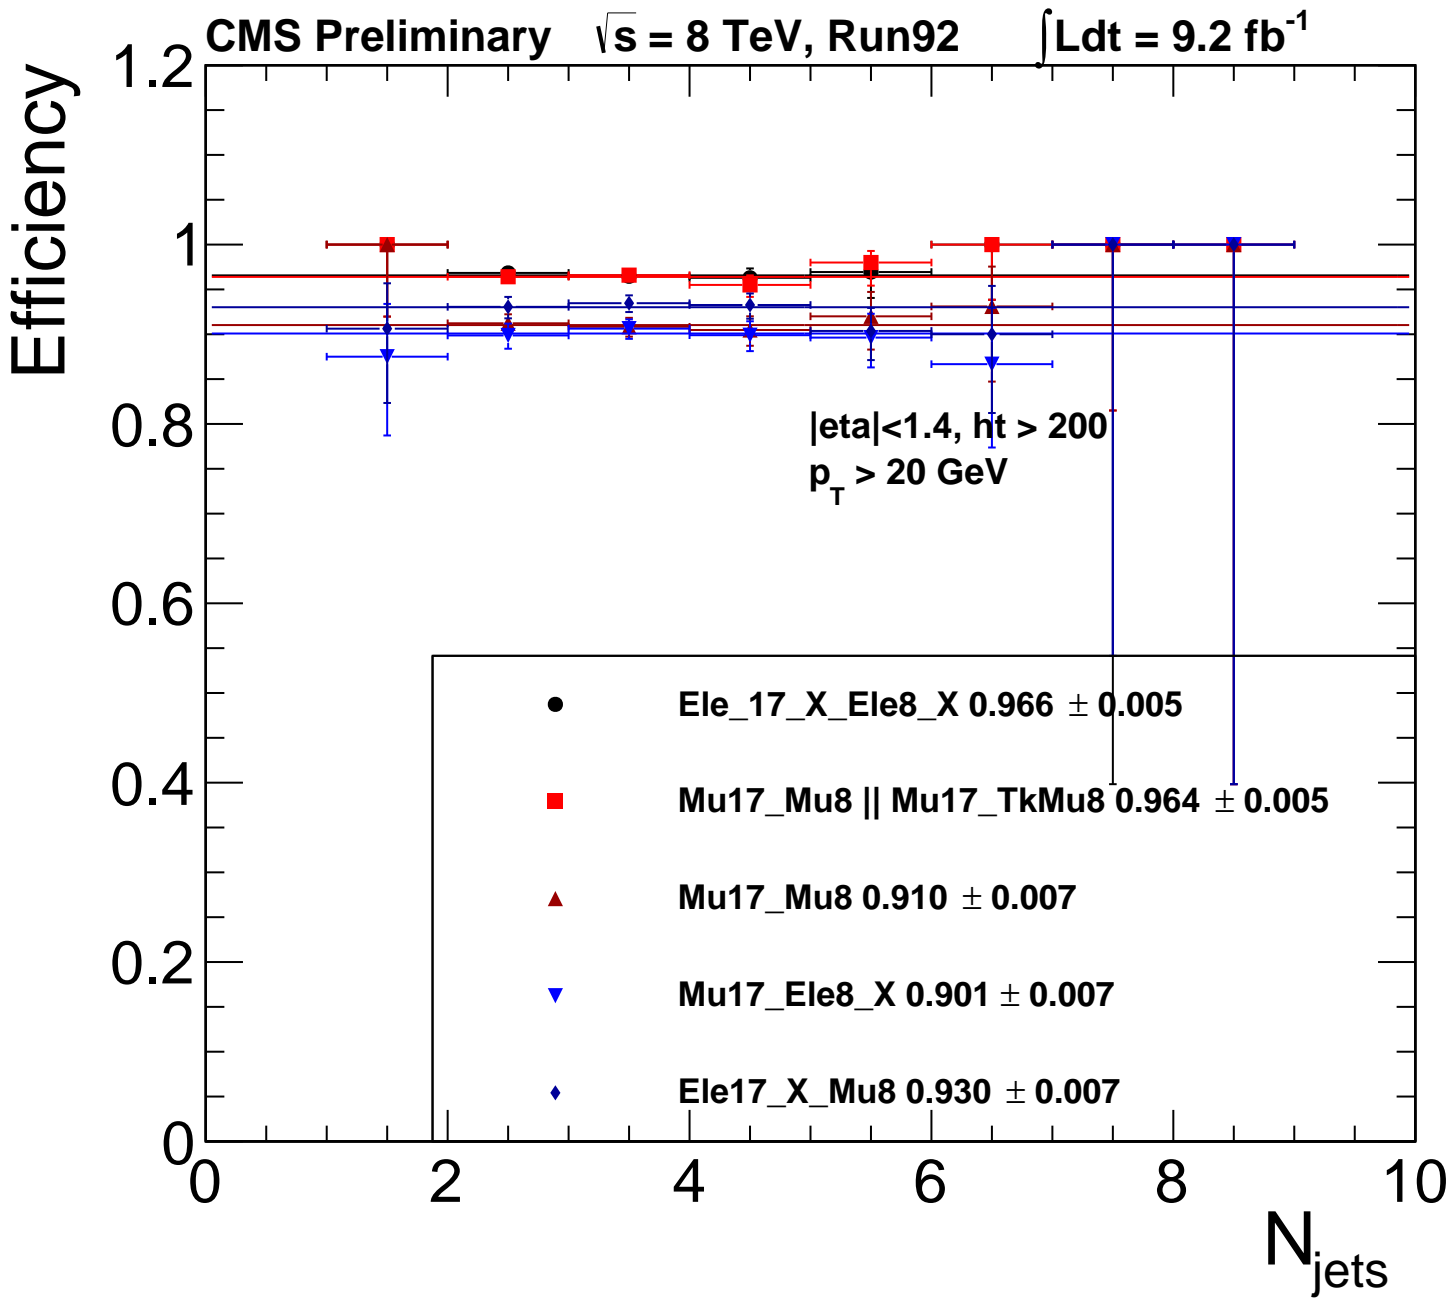 CMS Preliminary √s = 8 TeV, Run92 ∫Ldt = 9.2 fb⁻¹
Efficiency
1.2
1
0.8
0.6
0.4
0.2
0
|eta|<1.4, ht > 200
p_T > 20 GeV
Ele_17_X_Ele8_X 0.966 ± 0.005
Mu17_Mu8 || Mu17_TkMu8 0.964 ± 0.005
Mu17_Mu8 0.910 ± 0.007
Mu17_Ele8_X 0.901 ± 0.007
Ele17_X_Mu8 0.930 ± 0.007
0 2 4 6 8 10
N_jets